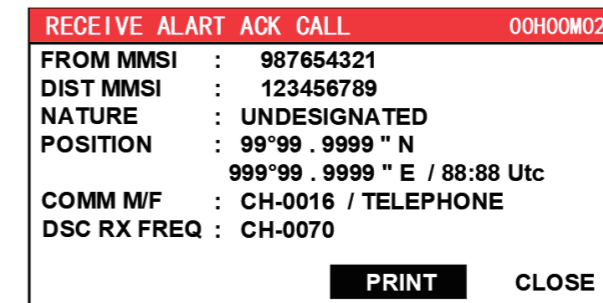 RECEIVE ALART ACK CALL 00H00M02
FROM MMSI : 987654321
DIST MMSI : 123456789
NATURE : UNDESIGNATED
POSITION : 99°99 . 9999 " N
999°99 . 9999 " E / 88:88 Utc
COMM M/F : CH-0016 / TELEPHONE
DSC RX FREQ : CH-0070
PRINT CLOSE